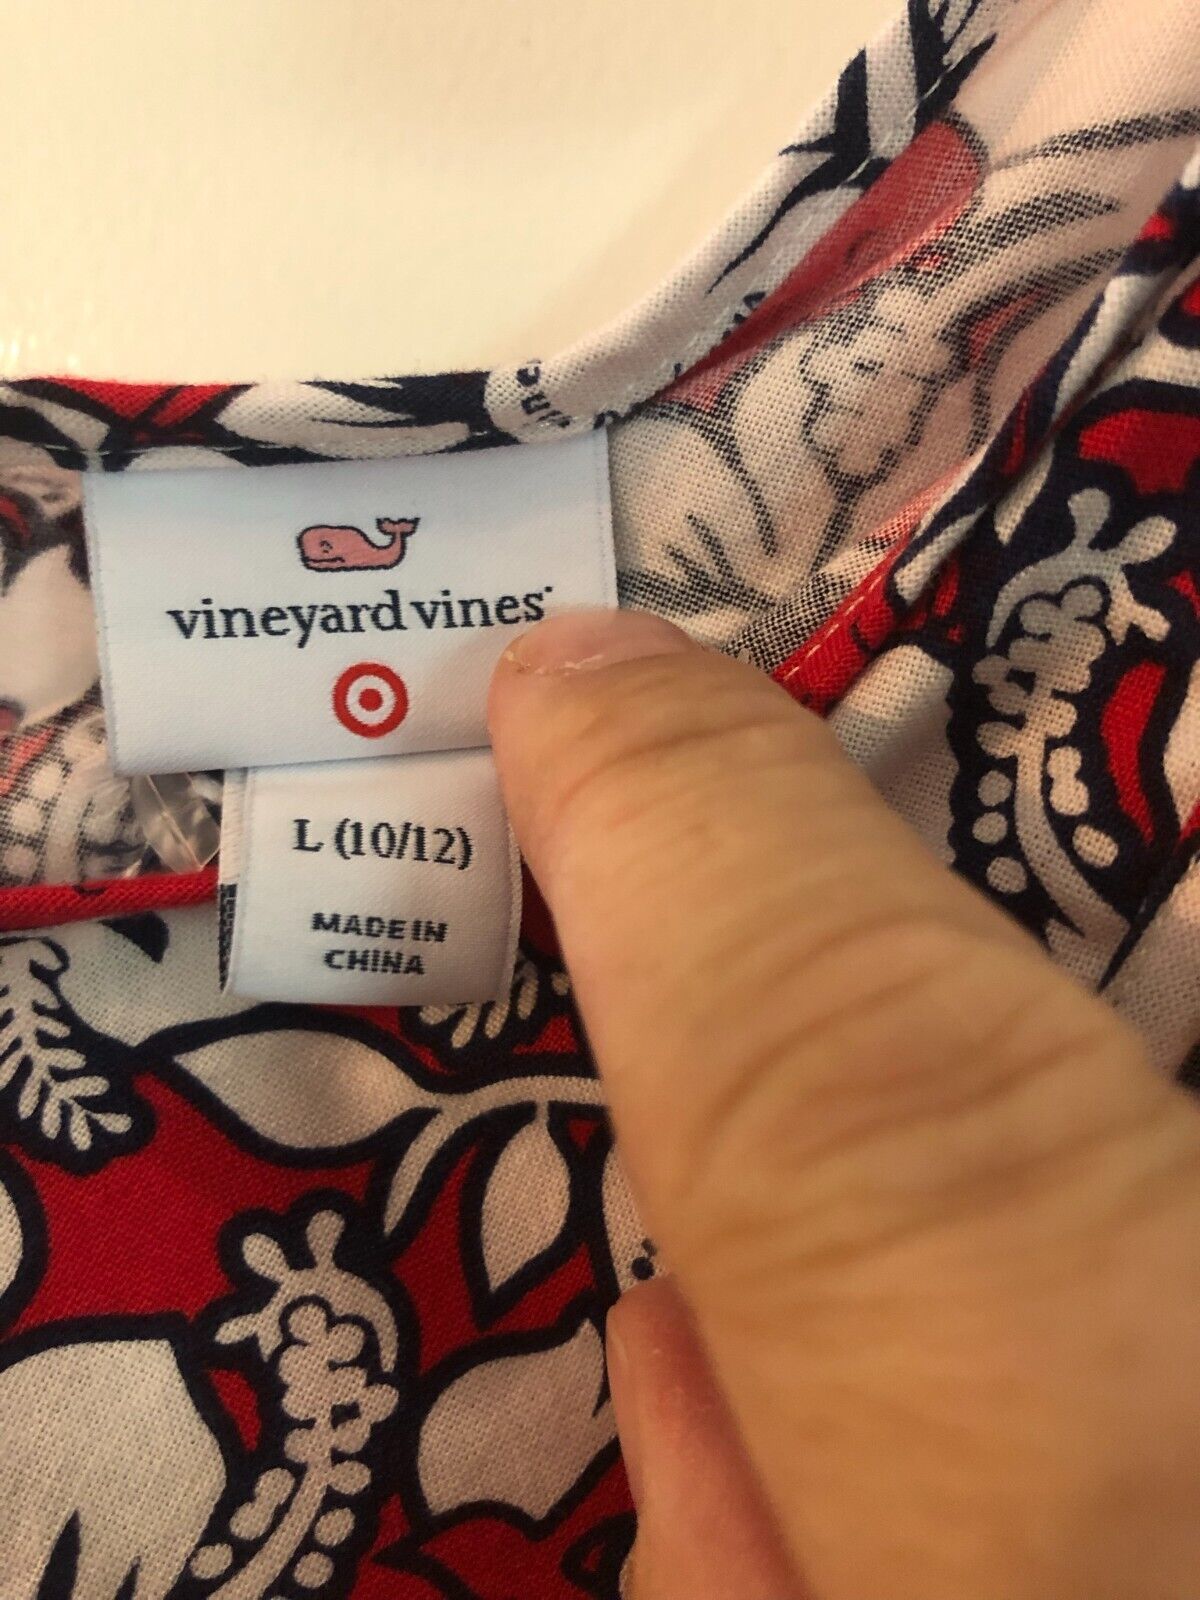 vineyard vines
L (10/12)
MADE IN
CHINA